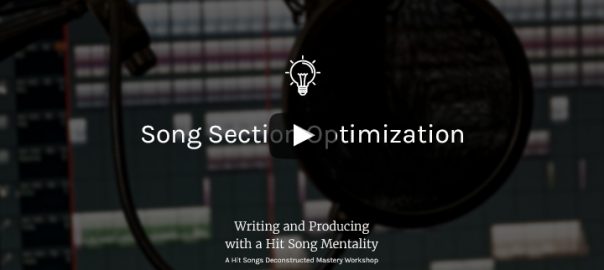 Song Section Optimization
Writing and Producing
with a Hit Song Mentality
A Hit Songs Deconstructed Mastery Workshop